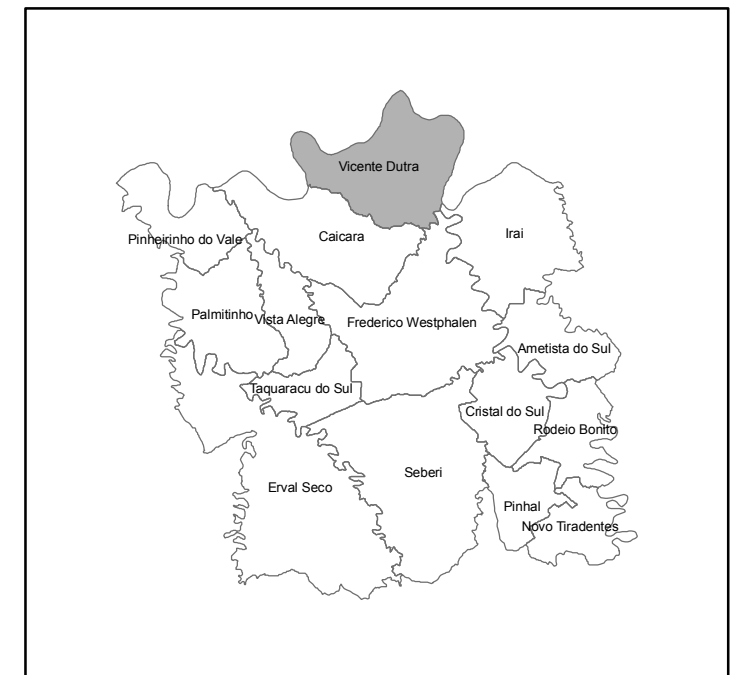 Vicente Dutra
Irai
Caicara
Pinheirinho do Vale
Palmitinho
Vista Alegre
Frederico Westphalen
Ametista do Sul
Taquaracu do Sul
Cristal do Sul
Rodeio Bonito
Seberi
Erval Seco
Pinhal
Novo Tiradentes